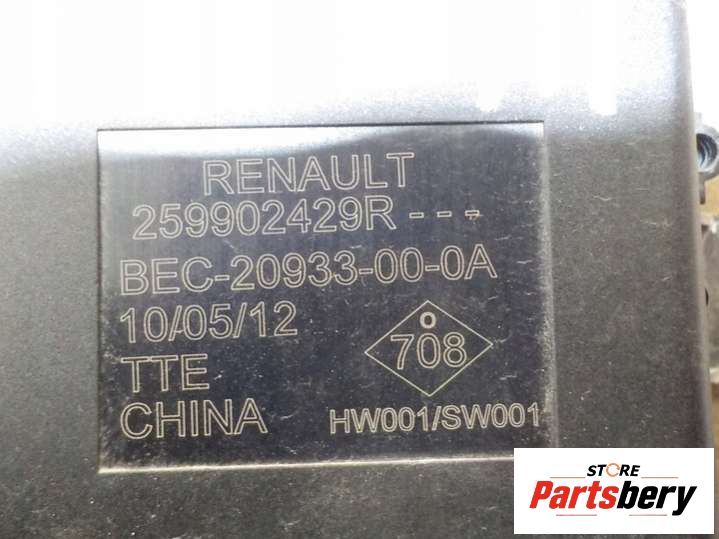 RENAULT
259902429R - - -
BEC-20933-00-0A
10/05/12
TTE
CHINA
O
708
HW001/SW001
STORE
Partsbery